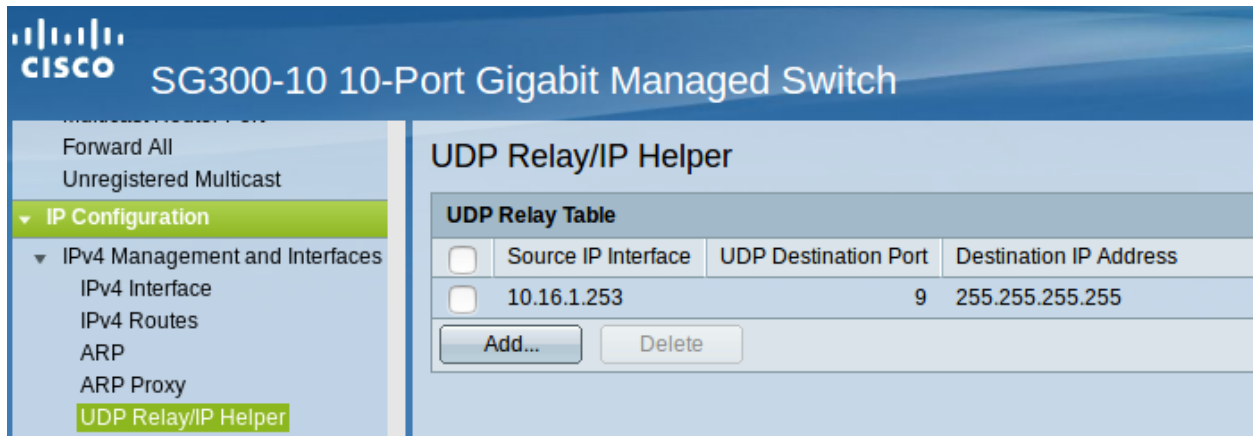 CISCO
SG300-10 10-Port Gigabit Managed Switch
Forward All
Unregistered Multicast
IP Configuration
IPv4 Management and Interfaces
IPv4 Interface
IPv4 Routes
ARP
ARP Proxy
UDP Relay/IP Helper
UDP Relay/IP Helper
UDP Relay Table
Source IP Interface UDP Destination Port Destination IP Address
10.16.1.253 9 255.255.255.255
Add... Delete